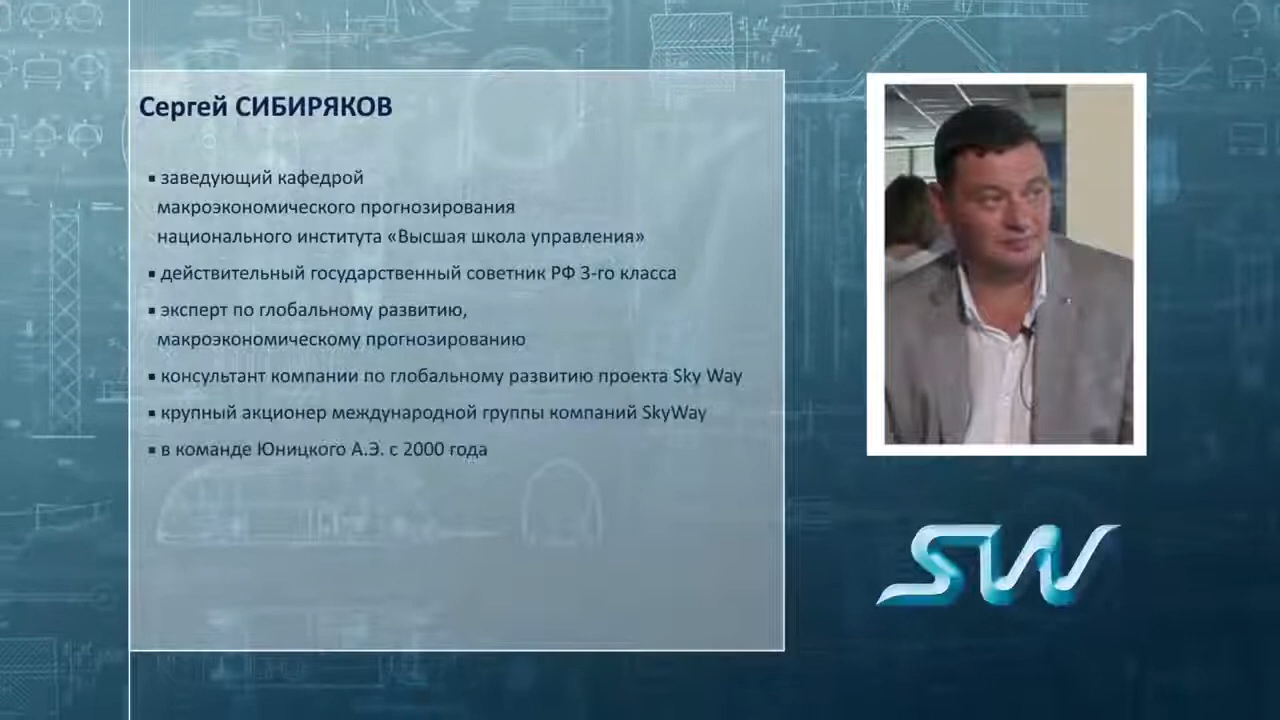 Сергей СИБИРЯКОВ
▪ заведующий кафедрой
макроэкономического прогнозирования
национального института «Высшая школа управления»
▪ действительный государственный советник РФ 3-го класса
▪ эксперт по глобальному развитию,
макроэкономическому прогнозированию
▪ консультант компании по глобальному развитию проекта Sky Way
▪ крупный акционер международной группы компаний SkyWay
▪ в команде Юницкого А.Э. с 2000 года
SW